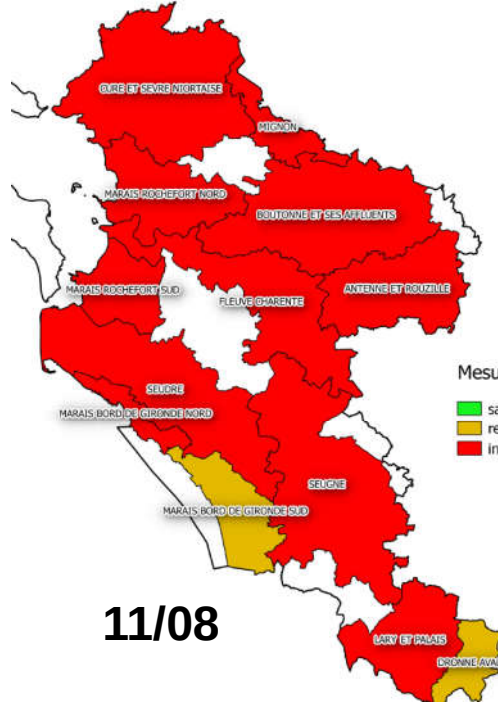 CURE ET SEVRE NIORTAISE
MIGNON
MARAIS ROCHEFORT NORD
BOUTONNE ET SES AFFLUENTS
MARAIS ROCHEFORT SUD
FLEUVE CHARENTE
ANTENNE ET ROUZILLE
Mesu
SEUDRE
sa
MARAIS BORD DE GIRONDE NORD
re
in
SEUGNE
MARAIS BORD DE GIRONDE SUD
11/08
LARY ET PALAIS
DRONNE AVA